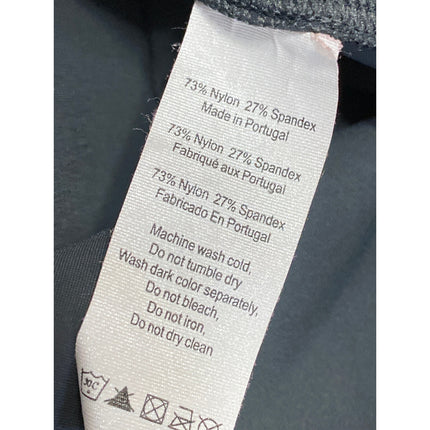 73% Nylon 27% Spandex
Made in Portugal
73% Nylon 27% Spandex
Fabriqué aux Portugal
73% Nylon 27% Spandex
Fabricado En Portugal
Machine wash cold,
Do not tumble dry
Wash dark color separately,
Do not bleach,
Do not iron,
Do not dry clean
30C